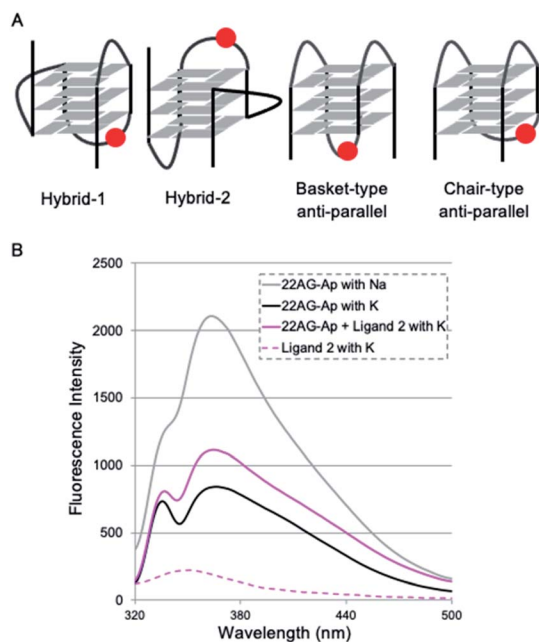 A
Hybrid-1
Hybrid-2
Basket-type
anti-parallel
Chair-type
anti-parallel
B
2500
2000
1500
1000
500
0
320
380
440
500
Fluorescence Intensity
Wavelength (nm)
22AG-Ap with Na
22AG-Ap with K
22AG-Ap + Ligand 2 with K
Ligand 2 with K